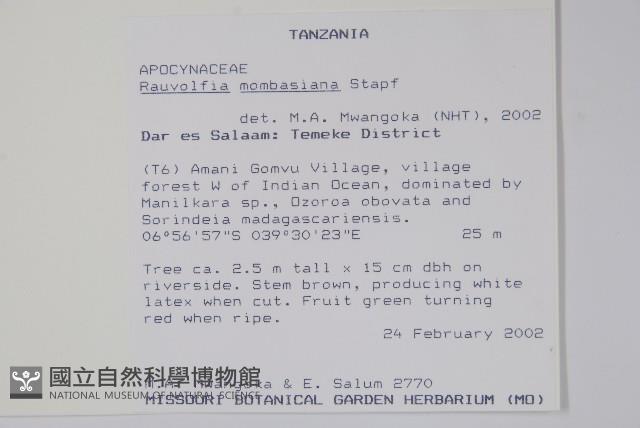 TANZANIA
APOCYNACEAE
Rauvolfia mombasiana Stapf
det. M.A. Mwangoka (NHT), 2002
Dar es Salaam: Temeke District
(T6) Amani Gomvu Village, village
forest W of Indian Ocean, dominated by
Manilkara sp., Ozoroa obovata and
Sorindeia madagascariensis.
06°56'57"S 039°30'23"E 25 m
Tree ca. 2.5 m tall x 15 cm dbh on
riverside. Stem brown, producing white
latex when cut. Fruit green turning
red when ripe.
24 February 2002
M.A. Mwangoka & E. Salum 2770
MISSOURI BOTANICAL GARDEN HERBARIUM (MO)
國立自然科學博物館
NATIONAL MUSEUM OF NATURAL SCIENCE